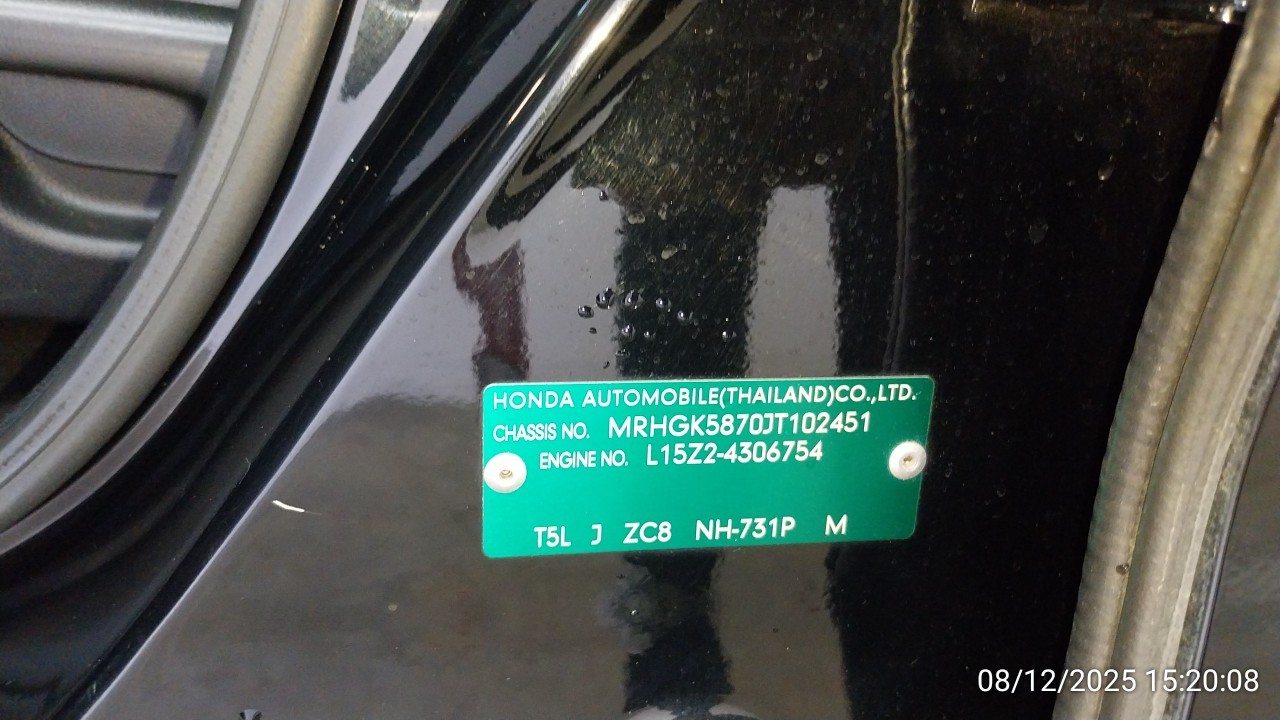 HONDA AUTOMOBILE(THAILAND)CO.,LTD.
CHASSIS NO. MRHGK5870JT102451
ENGINE NO. L15Z2-4306754
T5L J ZC8 NH-731P M
08/12/2025 15:20:08